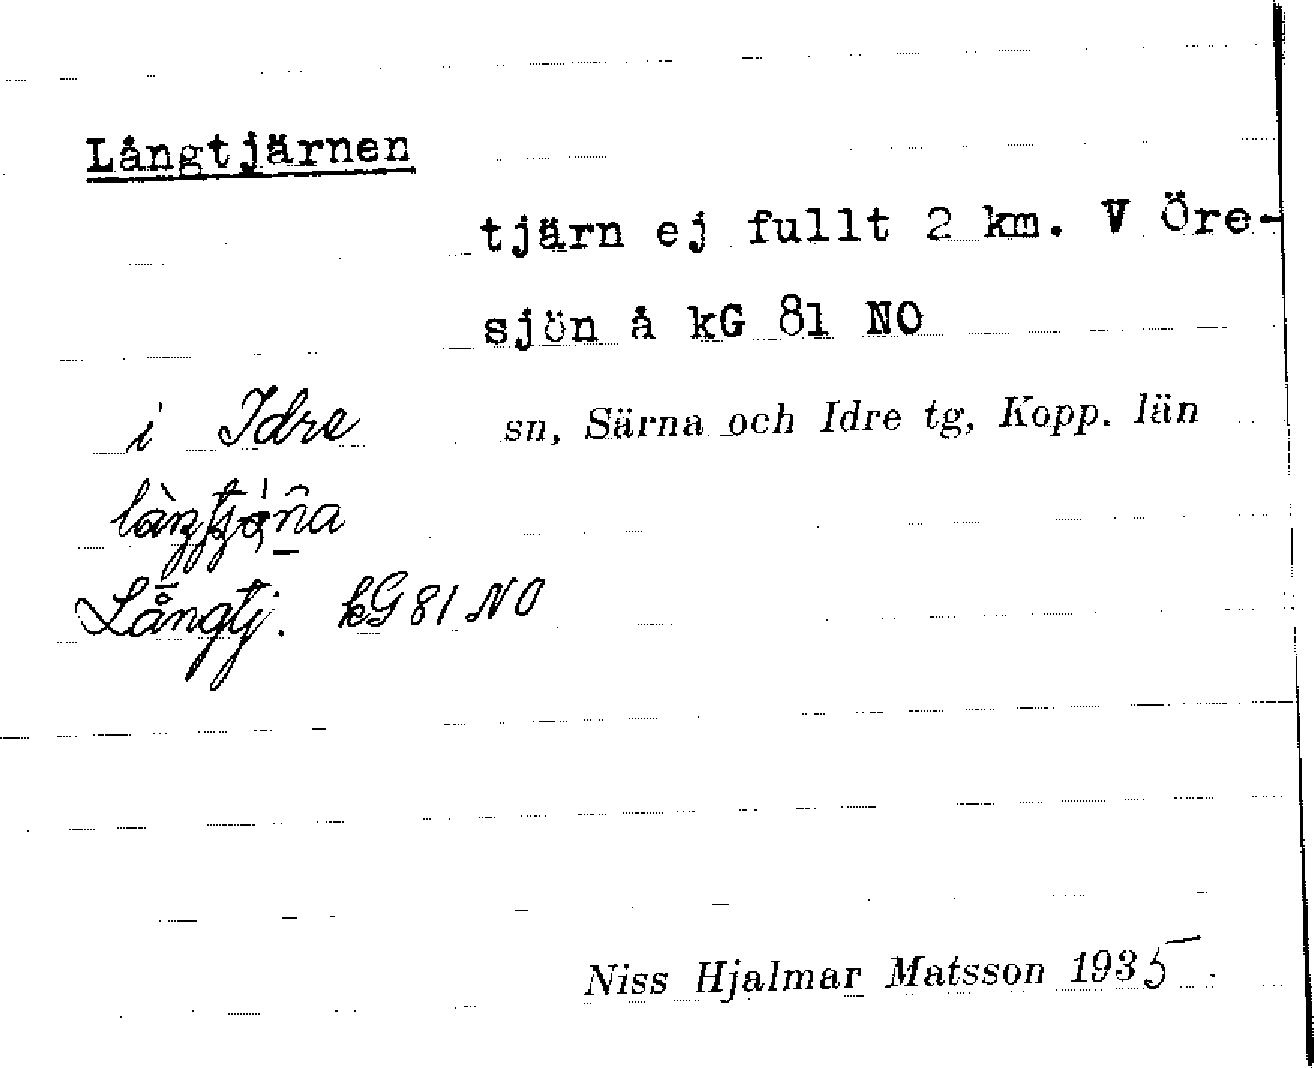 Långtjärnen
tjärn ej fullt 2 km. V Öre-
sjön å kG 81 NO
i Idre sn, Särna och Idre tg, Kopp. län
Långtj. kG 81 NO
Niss Hjalmar Matsson 1935.